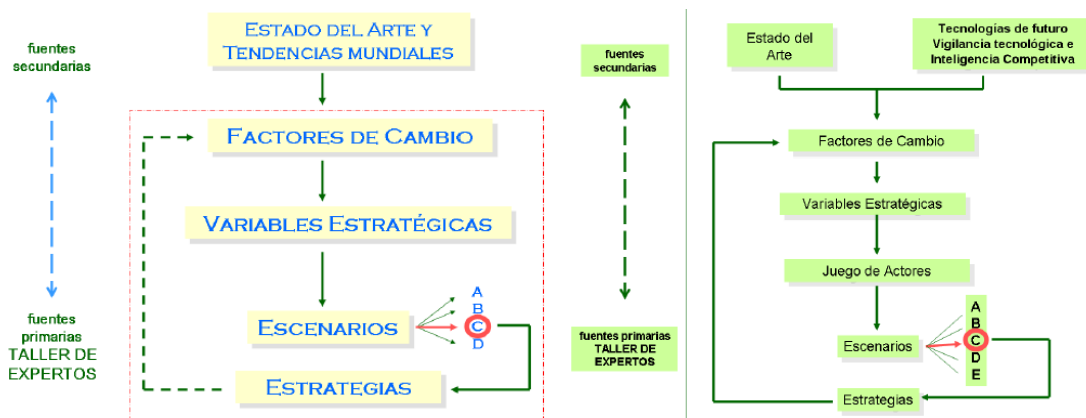 fuentes
secundarias
fuentes
primarias
TALLER DE
EXPERTOS
ESTADO DEL ARTE Y
TENDENCIAS MUNDIALES
FACTORES DE CAMBIO
VARIABLES ESTRATÉGICAS
ESCENARIOS
A
B
C
D
ESTRATEGIAS
fuentes
secundarias
fuentes primarias
TALLER DE
EXPERTOS
Estado del
Arte
Tecnologías de futuro
Vigilancia tecnológica e
Inteligencia Competitiva
Factores de Cambio
Variables Estratégicas
Juego de Actores
Escenarios
A
B
C
D
E
Estrategias